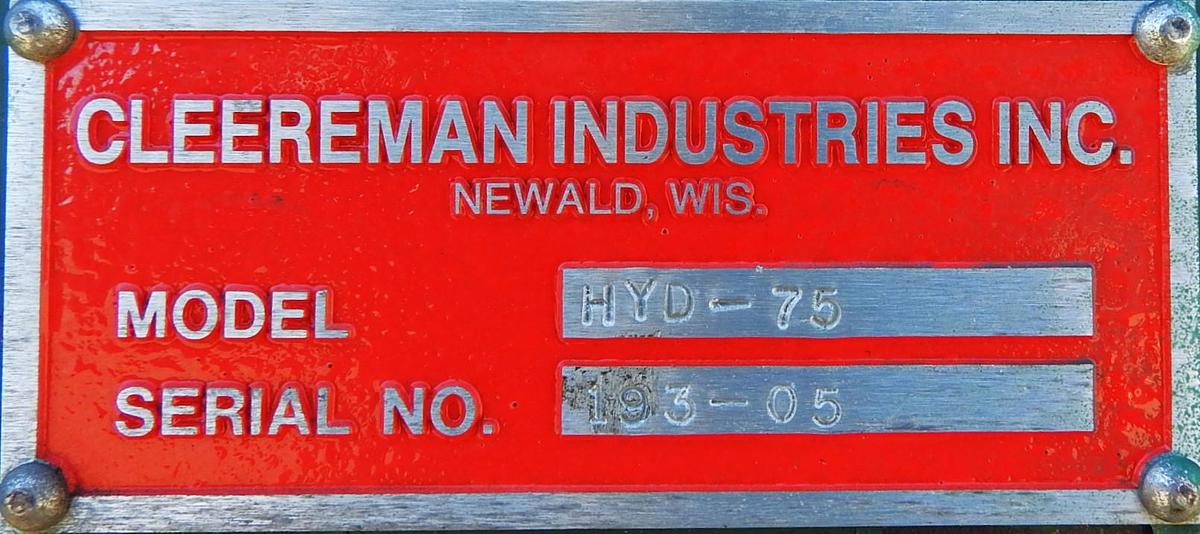 CLEEREMAN INDUSTRIES INC.
NEWALD, WIS.
MODEL HYD-75
SERIAL NO. 193-05